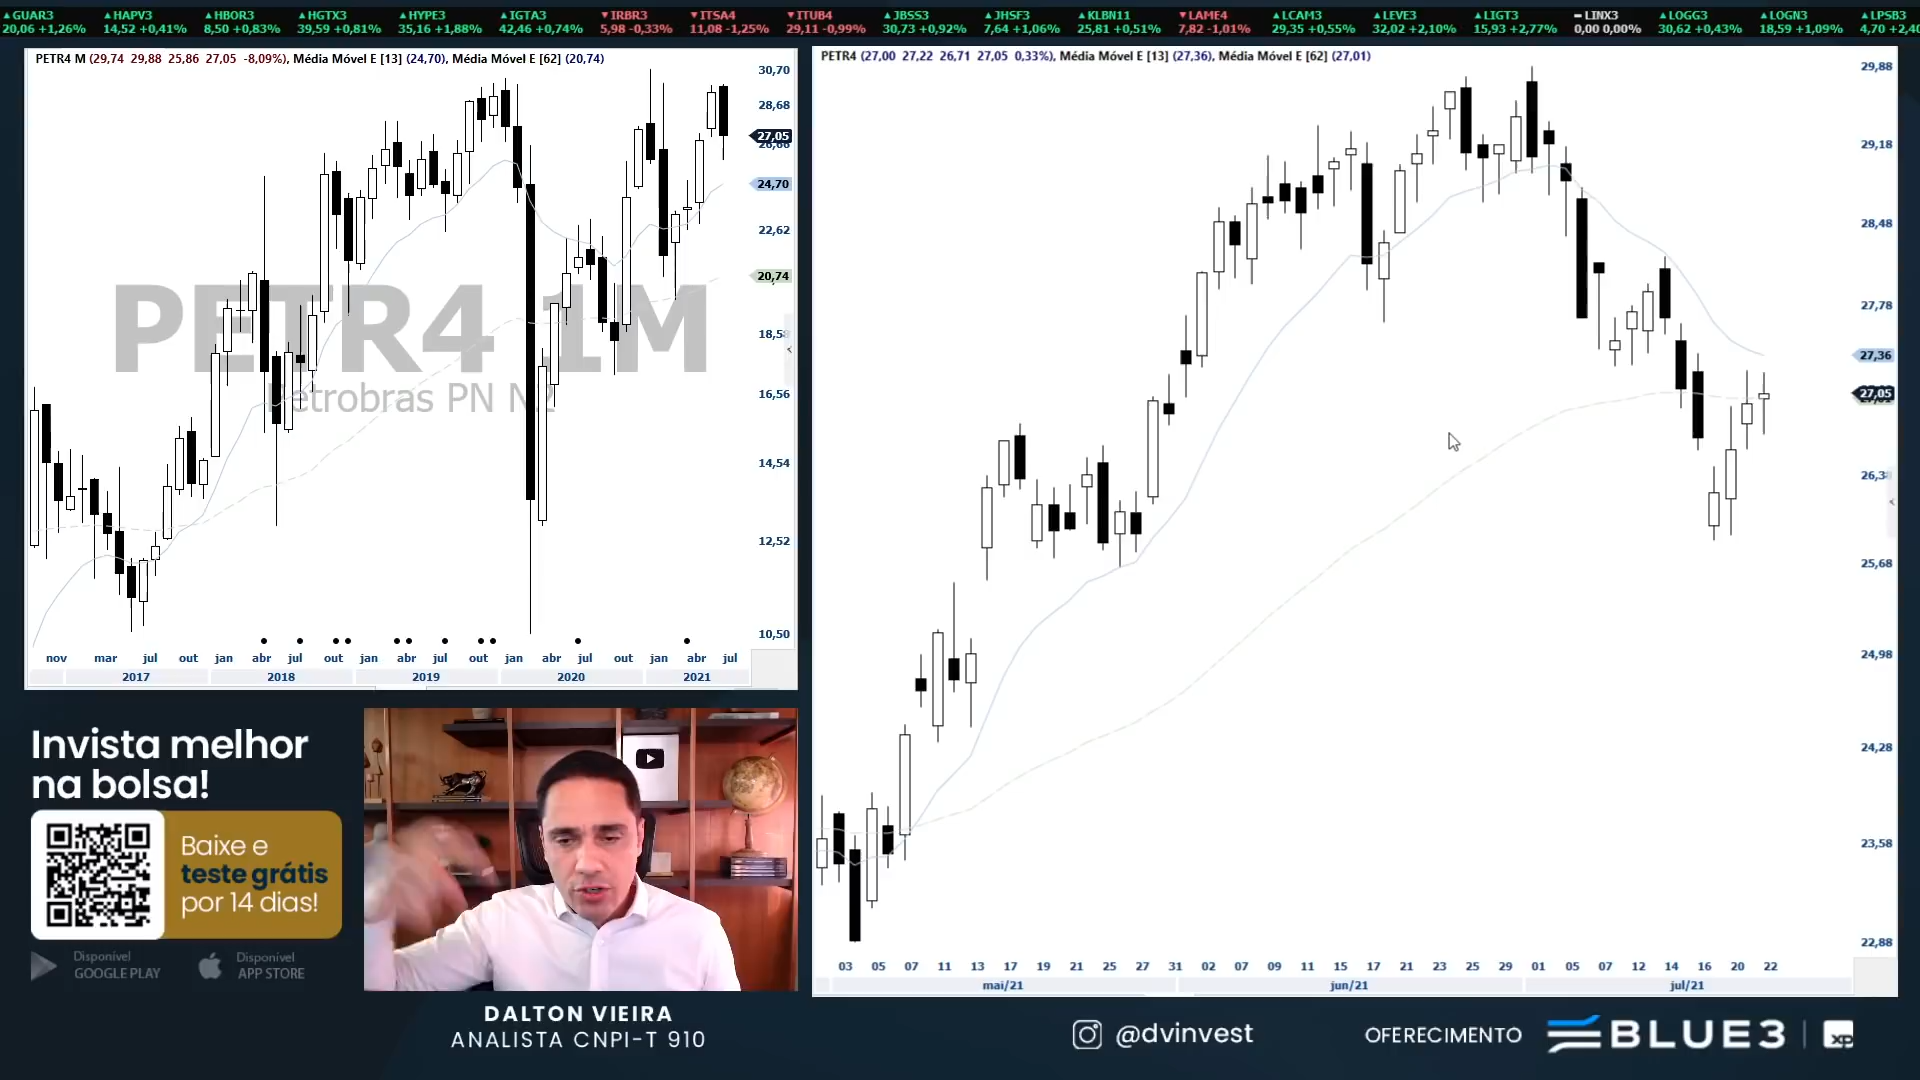 GUAR3 HAPV3 HBOR3 HGTX3 HYPE3 IGTA3 IRBR3 ITSA4 ITUB4 JBSS3 JHSF3 KLBN11 LAME4 LCAM3 LEVE3 LIGT3 LINX3 LOGG3 LOGN3 LPSB3
20,06 +1,26% 14,52 +0,41% 8,50 +0,83% 39,59 +0,81% 35,16 +1,88% 42,46 +0,74% 5,98 -0,33% 11,08 -1,25% 29,11 -0,99% 30,73 +0,92% 7,64 +1,06% 25,81 +0,51% 7,82 -1,01% 29,35 +0,55% 32,02 +2,10% 15,93 +2,77% 0,00 0,00% 30,62 +0,43% 18,59 +1,09% 4,70
PETR4 M (29,74 29,88 25,86 27,05 -8,09%), Média Móvel E [13] (24,70), Média Móvel E [62] (20,74)
30,70
28,68
27,05
24,70
22,62
20,74
18,58
16,56
14,54
12,52
10,50
PETR4 1M
Petrobras PN N2
nov mar jul out jan abr jul out jan abr jul out jan abr jul out jan abr jul
2017 2018 2019 2020 2021
PETR4 (27,00 27,22 26,71 27,05 0,33%), Média Móvel E [13] (27,36), Média Móvel E [62] (27,01)
29,88
29,18
28,48
27,78
27,36
27,05
25,68
24,98
24,28
23,58
22,88
03 05 07 11 13 17 19 21 25 27 31 02 07 09 11 15 17 21 23 25 29 01 05 07 12 14 16 20 22
mai/21 jun/21 jul/21
Invista melhor
na bolsa!
Baixe e
teste grátis
por 14 dias!
Disponível
GOOGLE PLAY
Disponível
APP STORE
DALTON VIEIRA
ANALISTA CNPI-T 910
@dvinvest
OFERECIMENTO
BLUE3
xp